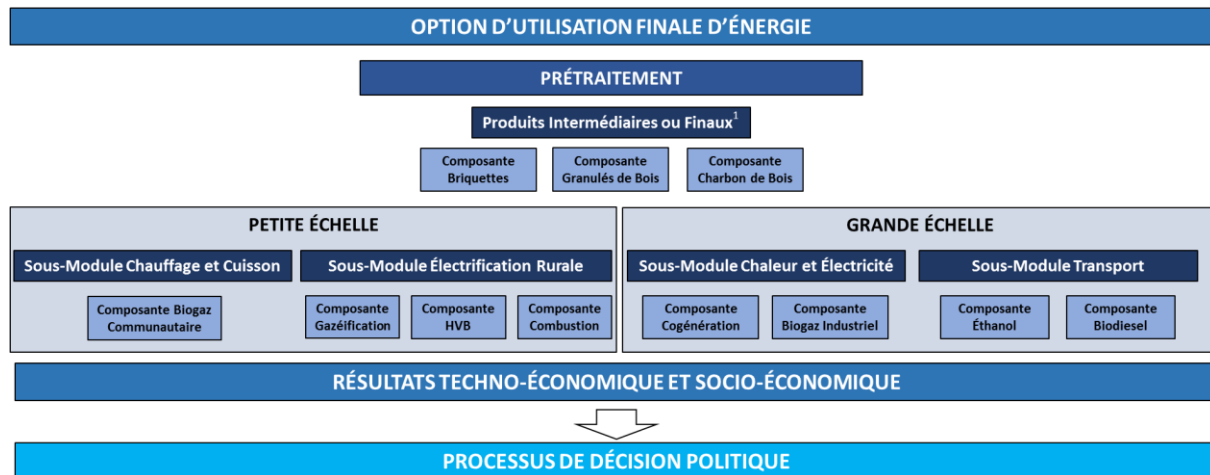 OPTION D'UTILISATION FINALE D'ÉNERGIE
PRÉTRAITEMENT
Produits Intermédiaires ou Finaux1
Composante
Briquettes
Composante
Granulés de Bois
Composante
Charbon de Bois
PETITE ÉCHELLE
Sous-Module Chauffage et Cuisson
Composante Biogaz
Communautaire
Sous-Module Électrification Rurale
Composante
Gazéification
Composante
HVB
Composante
Combustion
GRANDE ÉCHELLE
Sous-Module Chaleur et Électricité
Composante
Cogénération
Composante
Biogaz Industriel
Sous-Module Transport
Composante
Éthanol
Composante
Biodiesel
RÉSULTATS TECHNO-ÉCONOMIQUE ET SOCIO-ÉCONOMIQUE
PROCESSUS DE DÉCISION POLITIQUE